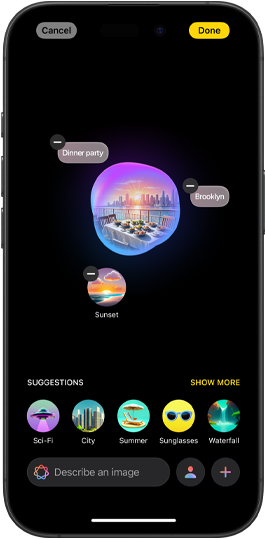 Cancel
Done
Dinner party
Brooklyn
Sunset
SUGGESTIONS
SHOW MORE
Sci-Fi
City
Summer
Sunglasses
Waterfall
Describe an image